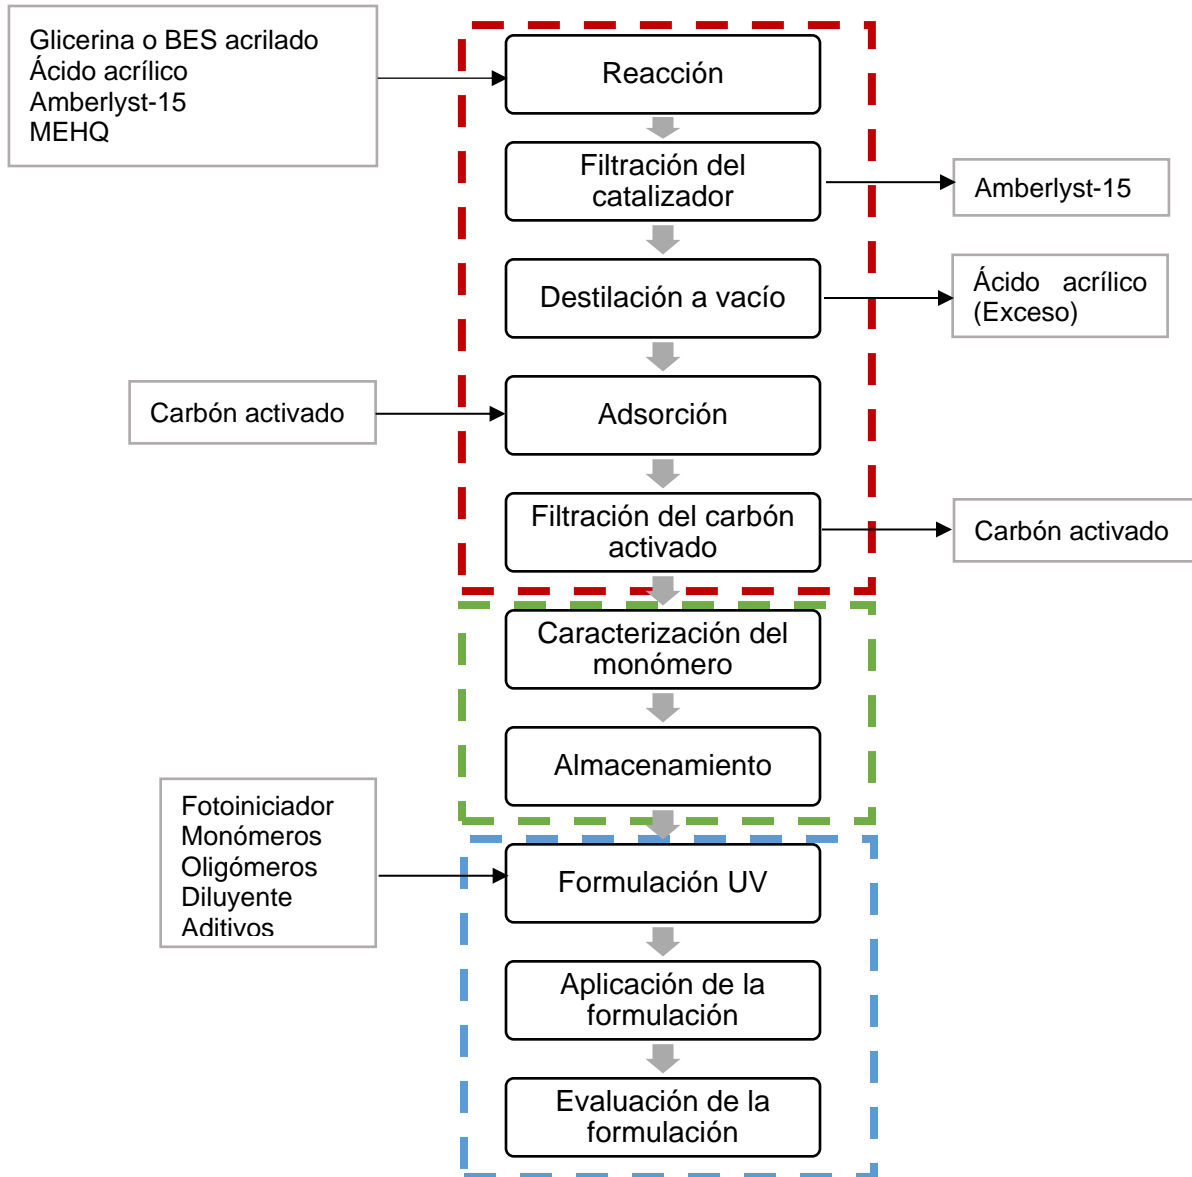 Glicerina o BES acrilado
Ácido acrílico
Amberlyst-15
MEHQ
Reacción
Filtración del
catalizador
Amberlyst-15
Destilación a vacío
Ácido acrílico
(Exceso)
Carbón activado
Adsorción
Filtración del carbón
activado
Carbón activado
Caracterización del
monómero
Almacenamiento
Fotoiniciador
Monómeros
Oligómeros
Diluyente
Aditivos
Formulación UV
Aplicación de la
formulación
Evaluación de la
formulación